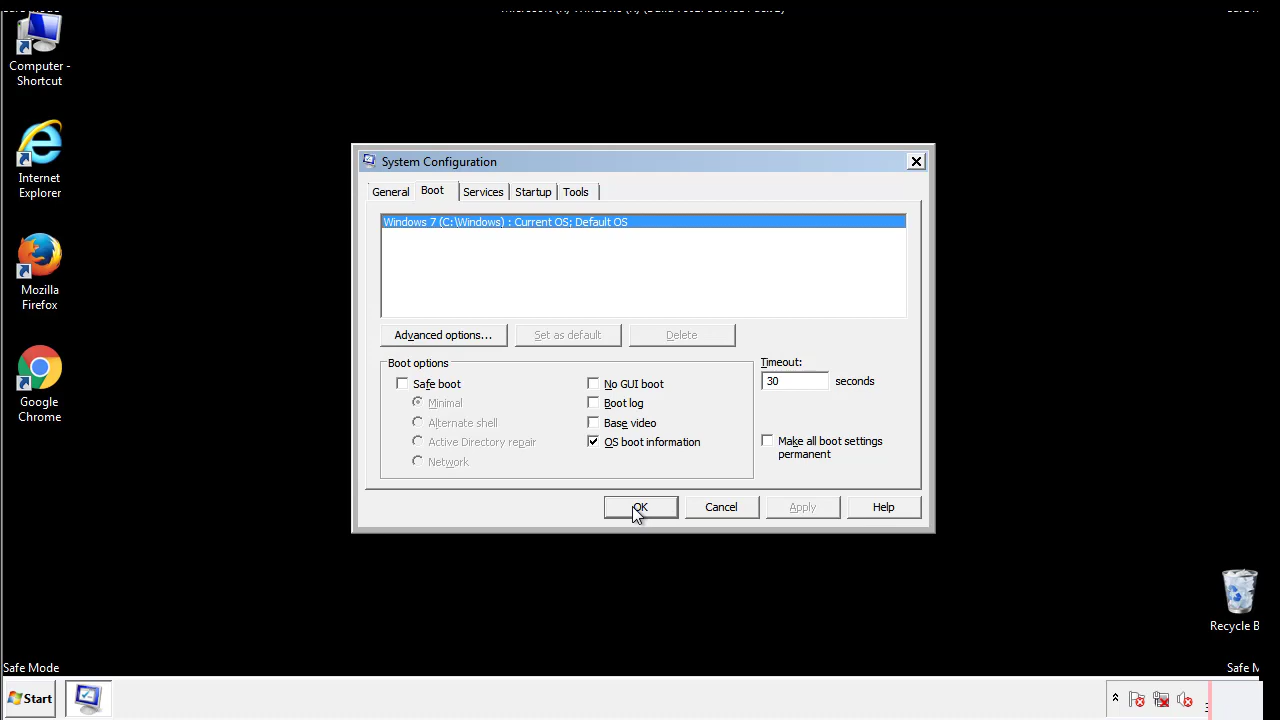 Computer -
Shortcut
Internet
Explorer
Mozilla
Firefox
Google
Chrome
System Configuration
General Boot Services Startup Tools
Windows 7 (C:\Windows) : Current OS; Default OS
Advanced options... Set as default Delete
Boot options
Timeout:
30 seconds
Safe boot
No GUI boot
Minimal
Boot log
Alternate shell
Base video
Active Directory repair
OS boot information
Network
Make all boot settings
permanent
OK Cancel Apply Help
Recycle B
Safe Mode
Safe M
Start